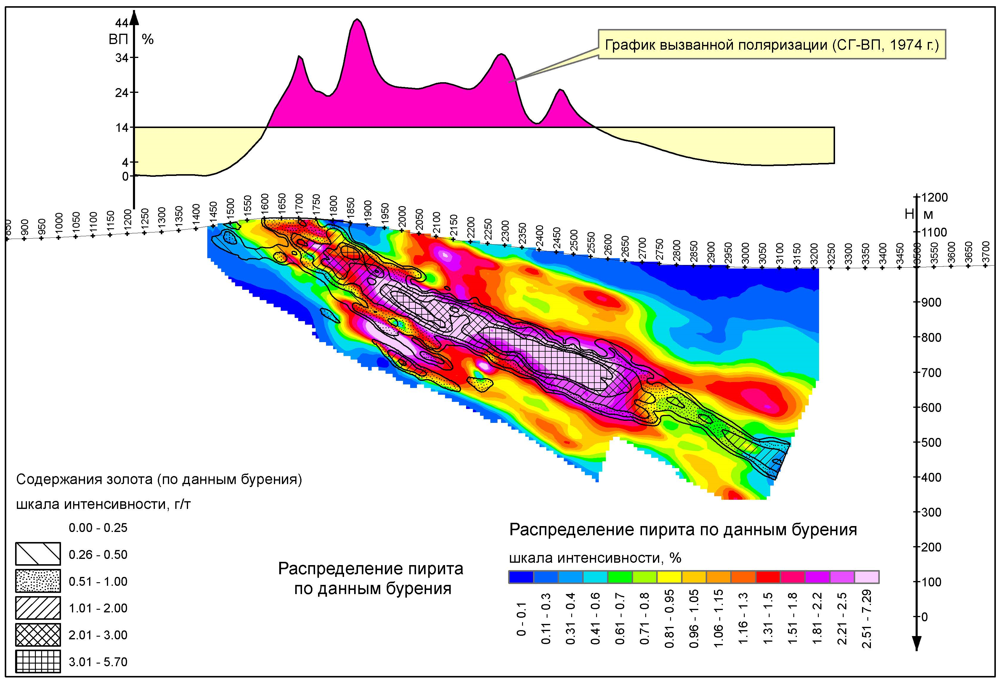 44
ВП %
34
24
14
4
0
График вызванной поляризации (СГ-ВП, 1974 г.)
850
900
950
1000
1050
1100
1150
1200
1250
1300
1350
1400
1450
1500
1550
1600
1650
1700
1750
1800
1850
1900
1950
2000
2050
2100
2150
2200
2250
2300
2350
2400
2450
2500
2550
2600
2650
2700
2750
2800
2850
2900
2950
3000
3050
3100
3150
3200
3250
3300
3350
3400
3450
3500
3550
3600
3650
3700
1200
Н м
1100
900
800
700
600
500
400
300
200
100
0
Содержания золота (по данным бурения)
шкала интенсивности, г/т
0.00 - 0.25
0.26 - 0.50
0.51 - 1.00
1.01 - 2.00
2.01 - 3.00
3.01 - 5.70
Распределение пирита
по данным бурения
Распределение пирита по данным бурения
шкала интенсивности, %
0 - 0.1
0.11 - 0.3
0.31 - 0.4
0.41 - 0.6
0.61 - 0.7
0.71 - 0.8
0.81 - 0.95
0.96 - 1.05
1.06 - 1.15
1.16 - 1.3
1.31 - 1.5
1.51 - 1.8
1.81 - 2.2
2.21 - 2.5
2.51 - 7.29